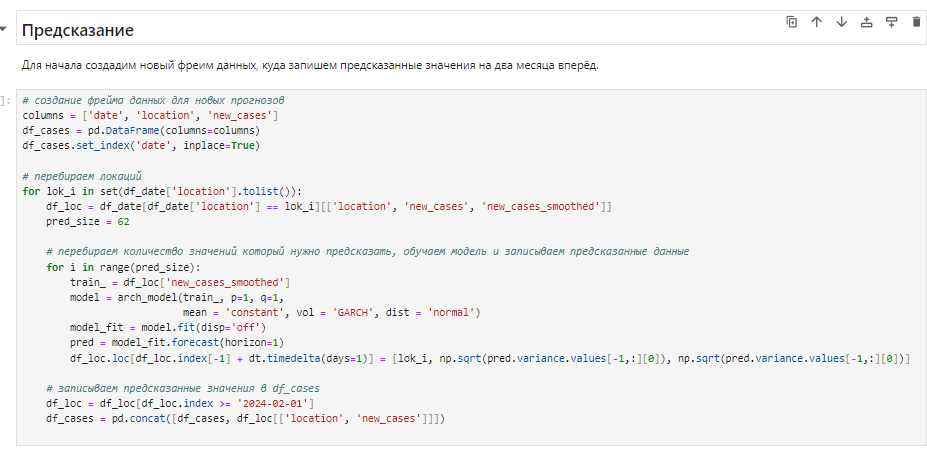 Предсказание
Для начала создадим новый фреим данных, куда запишем предсказанные значения на два месяца вперёд.
]:
# создание фрейма данных для новых прогнозов
columns = ['date', 'location', 'new_cases']
df_cases = pd.DataFrame(columns=columns)
df_cases.set_index('date', inplace=True)
# перебираем локаций
for lok_i in set(df_date['location'].tolist()):
    df_loc = df_date[df_date['location'] == lok_i][['location', 'new_cases', 'new_cases_smoothed']]
    pred_size = 62
    # перебираем количество значений который нужно предсказать, обучаем модель и записываем предсказанные данные
    for i in range(pred_size):
        train_ = df_loc['new_cases_smoothed']
        model = arch_model(train_, p=1, q=1,
                           mean = 'constant', vol = 'GARCH', dist = 'normal')
        model_fit = model.fit(disp='off')
        pred = model_fit.forecast(horizon=1)
        df_loc.loc[df_loc.index[-1] + dt.timedelta(days=1)] = [lok_i, np.sqrt(pred.variance.values[-1,:][0]), np.sqrt(pred.variance.values[-1,:][0])]
    # записываем предсказанные значения в df_cases
    df_loc = df_loc[df_loc.index >= '2024-02-01']
    df_cases = pd.concat([df_cases, df_loc[['location', 'new_cases']]])